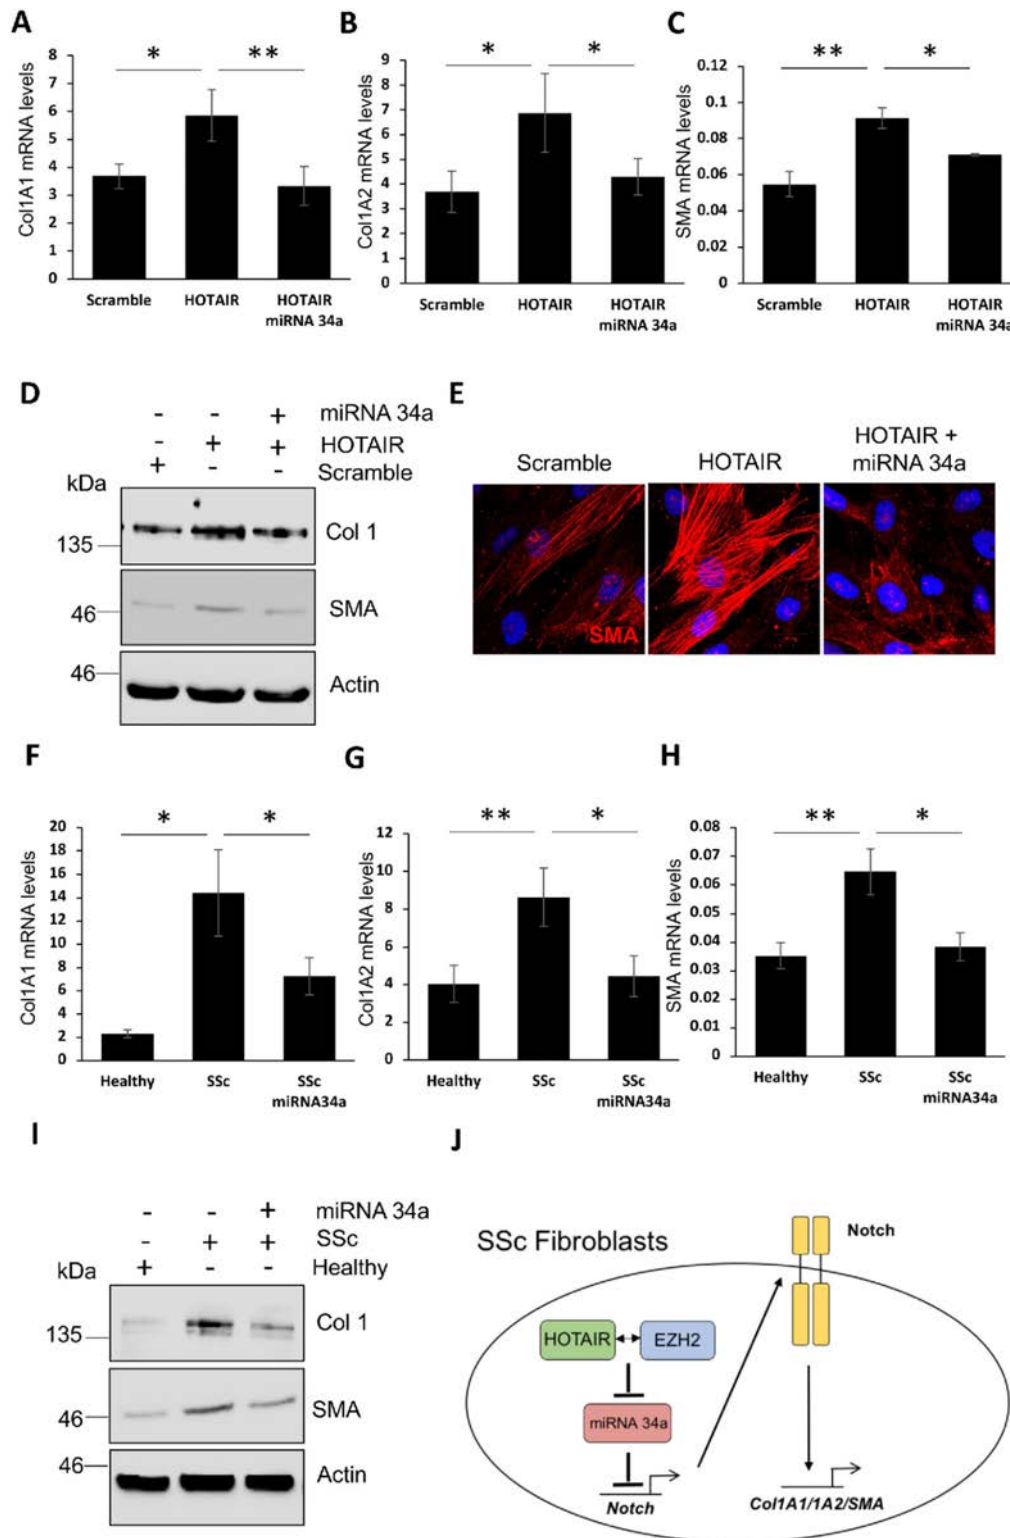 A
Col1A1 mRNA levels
8
7
6
5
4
3
2
1
0
*
**
Scramble
HOTAIR
HOTAIR
miRNA 34a
B
Col1A2 mRNA levels
9
8
7
6
5
4
3
2
1
0
*
*
Scramble
HOTAIR
HOTAIR
miRNA 34a
C
SMA mRNA levels
0.12
0.1
0.08
0.06
0.04
0.02
0
**
*
Scramble
HOTAIR
HOTAIR
miRNA 34a
D
- - + miRNA 34a
- + + HOTAIR
+ - - Scramble
kDa
135
Col 1
46
SMA
46
Actin
E
Scramble
HOTAIR
HOTAIR +
miRNA 34a
SMA
F
Col1A1 mRNA levels
20
18
16
14
12
10
8
6
4
2
0
*
*
Healthy
SSc
SSc
miRNA34a
G
Col1A2 mRNA levels
12
10
8
6
4
2
0
**
*
Healthy
SSc
SSc
miRNA34a
H
SMA mRNA levels
0.08
0.07
0.06
0.05
0.04
0.03
0.02
0.01
0
**
*
Healthy
SSc
SSc
miRNA34a
I
- - + miRNA 34a
- + + SSc
+ - - Healthy
kDa
135
Col 1
46
SMA
46
Actin
J
SSc Fibroblasts
Notch
HOTAIR
EZH2
miRNA 34a
Notch
Col1A1/1A2/SMA